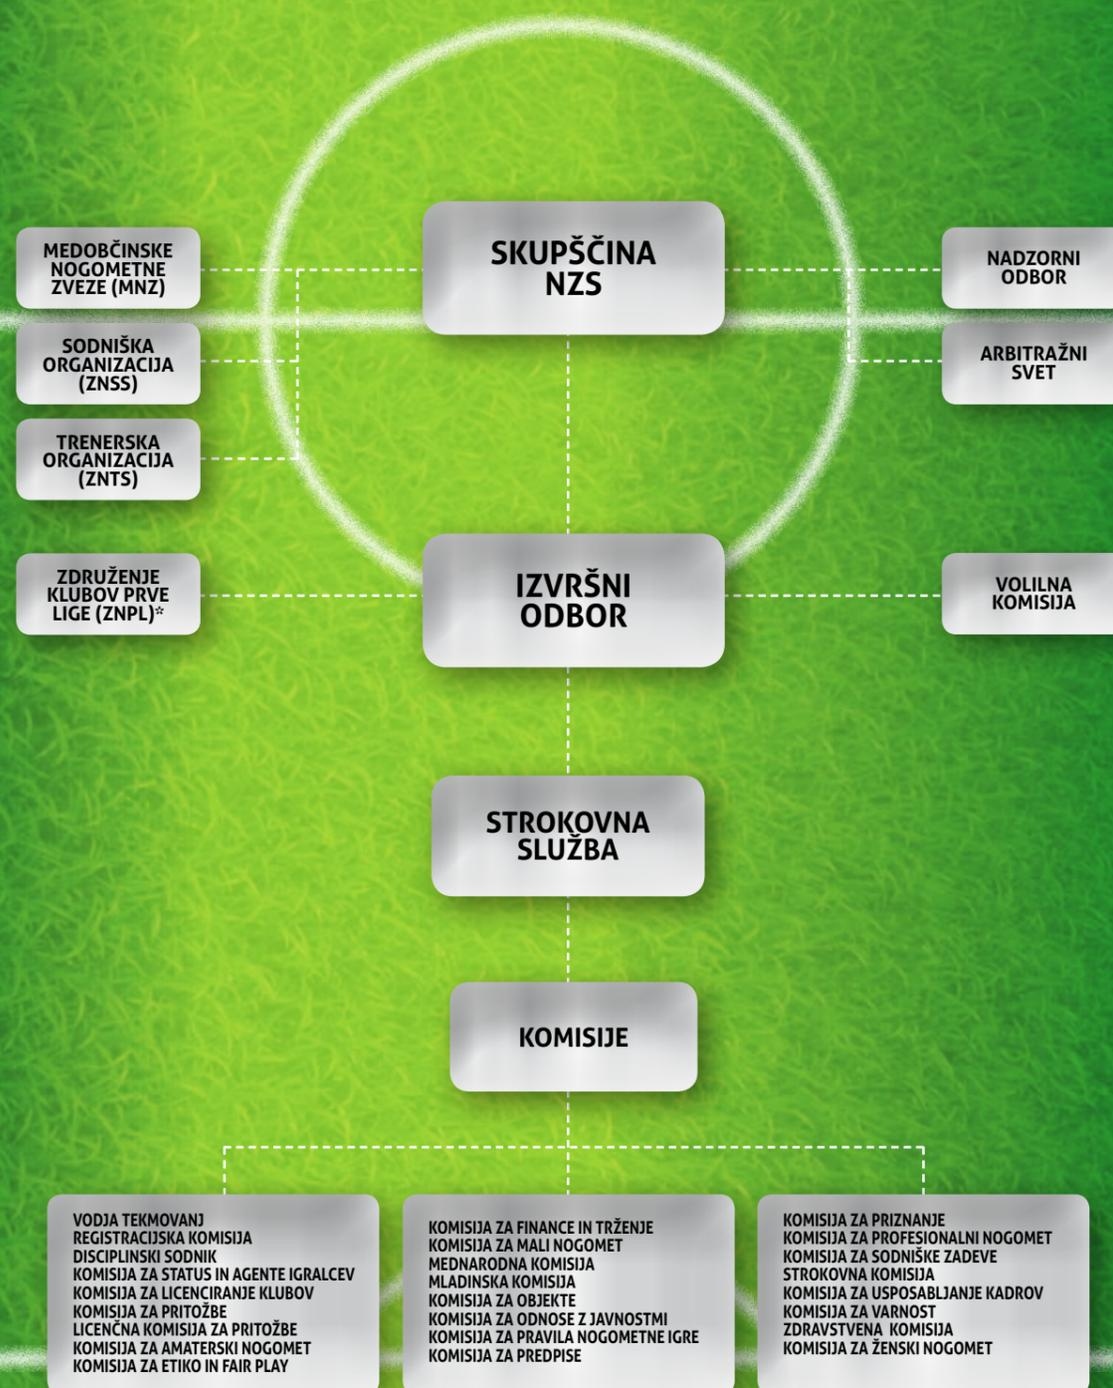 SKUPŠČINA
NZS
MEDOBČINSKE
NOGOMETNE
ZVEZE (MNZ)
NADZORNI
ODBOR
SODNIŠKA
ORGANIZACIJA
(ZNSS)
ARBITRAŽNI
SVET
TRENERSKA
ORGANIZACIJA
(ZNTS)
ZDRUŽENJE
KLUBOV PRVE
LIGE (ZNPL)*
IZVRŠNI
ODBOR
VOLILNA
KOMISIJA
STROKOVNA
SLUŽBA
KOMISIJE
VODJA TEKMOVANJ
REGISTRACIJSKA KOMISIJA
DISCIPLINSKI SODNIK
KOMISIJA ZA STATUS IN AGENTE IGRALCEV
KOMISIJA ZA LICENCIRANJE KLUBOV
KOMISIJA ZA PRITOŽBE
LICENČNA KOMISIJA ZA PRITOŽBE
KOMISIJA ZA AMATERSKI NOGOMET
KOMISIJA ZA ETIKO IN FAIR PLAY
KOMISIJA ZA FINANCE IN TRŽENJE
KOMISIJA ZA MALI NOGOMET
MEDNARODNA KOMISIJA
MLADINSKA KOMISIJA
KOMISIJA ZA OBJEKTE
KOMISIJA ZA ODNOSE Z JAVNOSTMI
KOMISIJA ZA PRAVILA NOGOMETNE IGRE
KOMISIJA ZA PREDPISE
KOMISIJA ZA PRIZNANJE
KOMISIJA ZA PROFESIONALNI NOGOMET
KOMISIJA ZA SODNIŠKE ZADEVE
STROKOVNA KOMISIJA
KOMISIJA ZA USPOSABLJANJE KADROV
KOMISIJA ZA VARNOST
ZDRAVSTVENA KOMISIJA
KOMISIJA ZA ŽENSKI NOGOMET